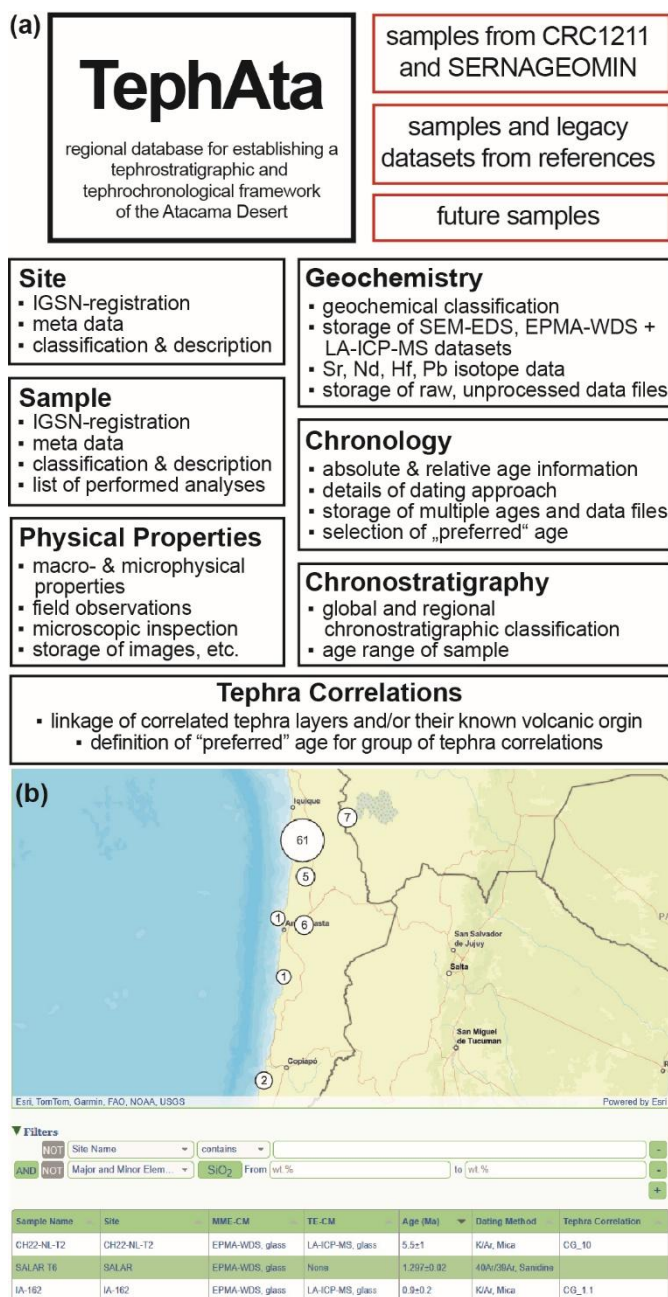 (a)
TephAta
regional database for establishing a
tephrostratigraphic and
tephrochronological framework
of the Atacama Desert
samples from CRC1211
and SERNAGEOMIN
samples and legacy
datasets from references
future samples
Site
▪ IGSN-registration
▪ meta data
▪ classification & description
Sample
▪ IGSN-registration
▪ meta data
▪ classification & description
▪ list of performed analyses
Physical Properties
▪ macro- & microphysical
properties
▪ field observations
▪ microscopic inspection
▪ storage of images, etc.
Geochemistry
▪ geochemical classification
▪ storage of SEM-EDS, EPMA-WDS +
LA-ICP-MS datasets
▪ Sr, Nd, Hf, Pb isotope data
▪ storage of raw, unprocessed data files
Chronology
▪ absolute & relative age information
▪ details of dating approach
▪ storage of multiple ages and data files
▪ selection of „preferred“ age
Chronostratigraphy
▪ global and regional
chronostratigraphic classification
▪ age range of sample
Tephra Correlations
▪ linkage of correlated tephra layers and/or their known volcanic orgin
▪ definition of “preferred” age for group of tephra correlations
(b)
Iquique
7
61
5
1
6
1
San Salvador
de Jujuy
Salta
San Miguel
de Tucuman
2
Copiapó
Esri, TomTom, Garmin, FAO, NOAA, USGS
Powered by Esri
Filters
NOT Site Name contains -
AND NOT Major and Minor Elem... SiO₂ From wt.% to wt.% -
+
Sample Name Site MME-CM TE-CM Age (Ma) Dating Method Tephra Correlation
CH22-NL-T2 CH22-NL-T2 EPMA-WDS, glass LA-ICP-MS, glass 5.5±1 K/Ar, Mica CG_10
SALAR T6 SALAR EPMA-WDS, glass None 1.297±0.02 40Ar/39Ar, Sanidine
IA-162 IA-162 EPMA-WDS, glass LA-ICP-MS, glass 0.9±0.2 K/Ar, Mica CG_1.1